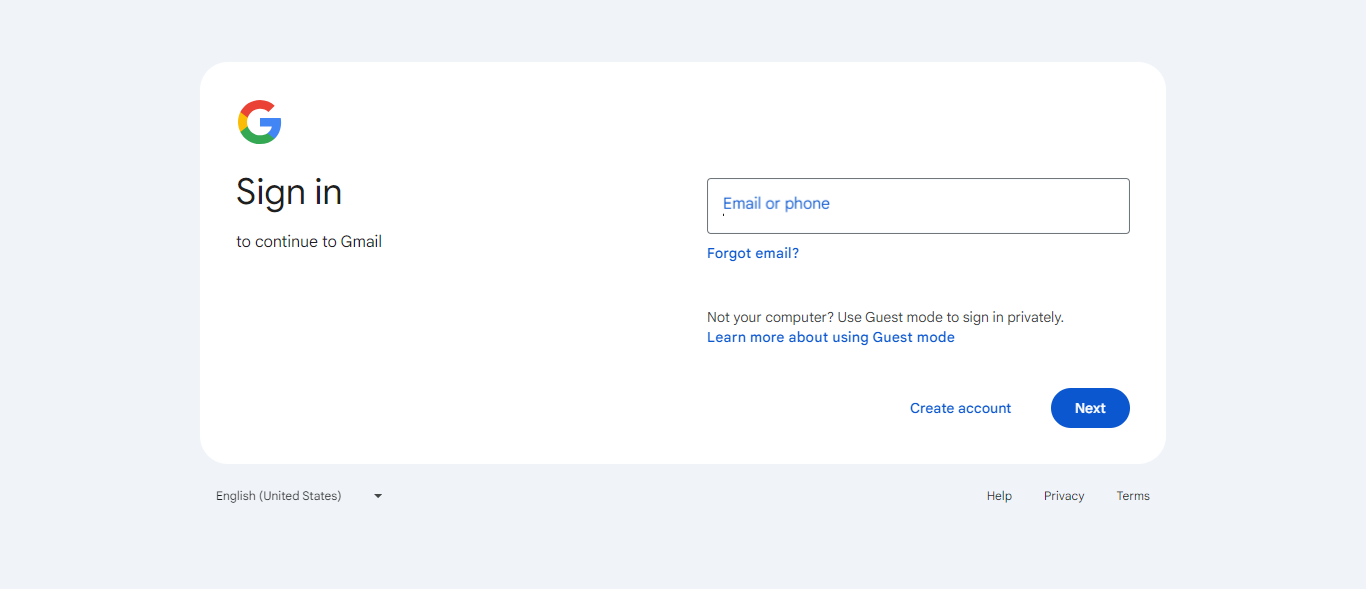 Sign in
to continue to Gmail
Email or phone
Forgot email?
Not your computer? Use Guest mode to sign in privately.
Learn more about using Guest mode
Create account
Next
English (United States)
Help
Privacy
Terms